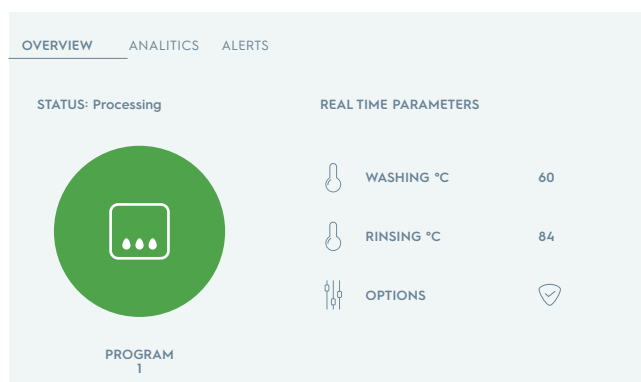 OVERVIEW ANALITICS ALERTS
STATUS: Processing
REAL TIME PARAMETERS
WASHING °C 60
RINSING °C 84
OPTIONS
PROGRAM
1